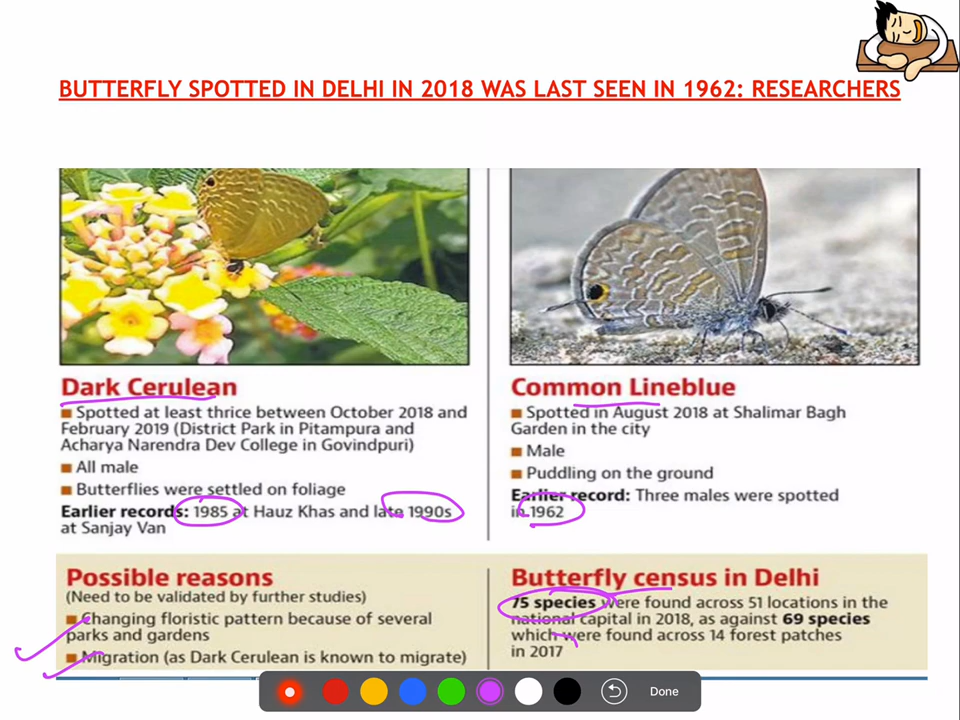 BUTTERFLY SPOTTED IN DELHI IN 2018 WAS LAST SEEN IN 1962: RESEARCHERS
Dark Cerulean
Spotted at least thrice between October 2018 and
February 2019 (District Park in Pitampura and
Acharya Narendra Dev College in Govindpuri)
All male
Butterflies were settled on foliage
Earlier records: 1985 at Hauz Khas and late 1990s
at Sanjay Van
Common Lineblue
Spotted in August 2018 at Shalimar Bagh
Garden in the city
Male
Puddling on the ground
Earlier record: Three males were spotted
in 1962
Possible reasons
(Need to be validated by further studies)
Changing floristic pattern because of several
parks and gardens
Migration (as Dark Cerulean is known to migrate)
Butterfly census in Delhi
75 species were found across 51 locations in the
national capital in 2018, as against 69 species
which were found across 14 forest patches
in 2017
Done